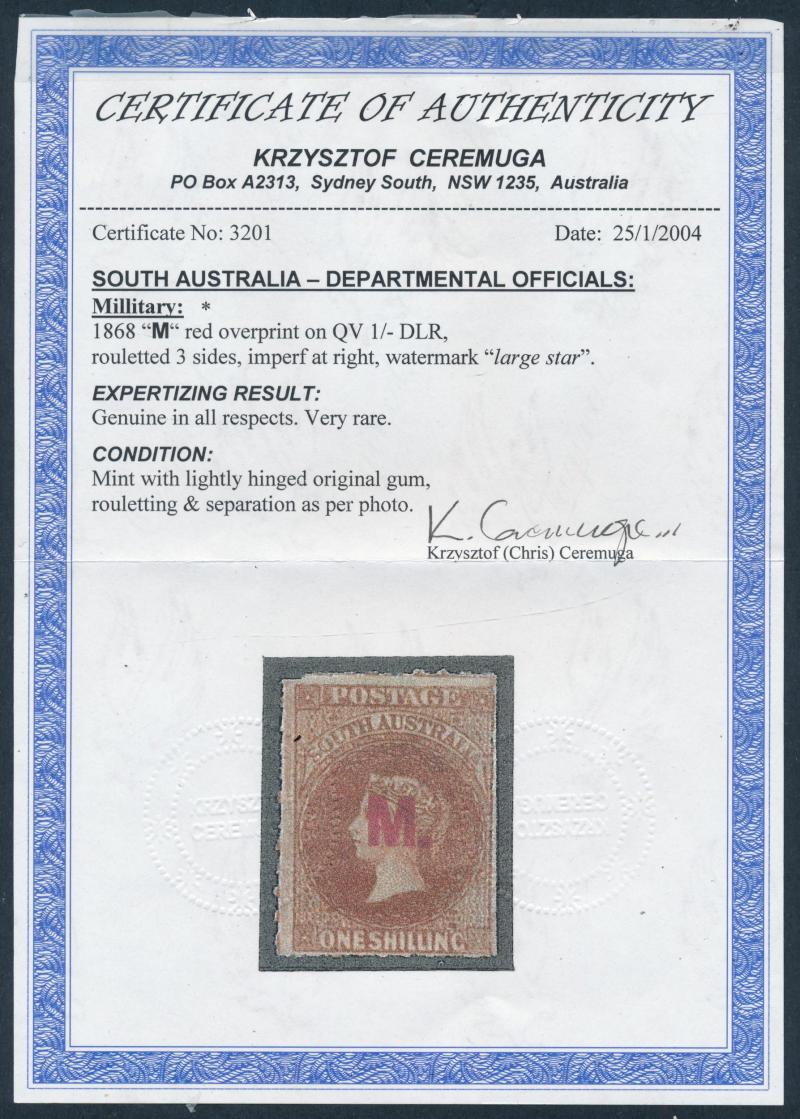 CERTIFICATE OF AUTHENTICITY
KRZYSZTOF CEREMUGA
PO Box A2313, Sydney South, NSW 1235, Australia
Certificate No: 3201 Date: 25/1/2004
SOUTH AUSTRALIA – DEPARTMENTAL OFFICIALS:
Millitary: *
1868 “M“ red overprint on QV 1/- DLR,
rouletted 3 sides, imperf at right, watermark “large star”.
EXPERTIZING RESULT:
Genuine in all respects. Very rare.
CONDITION:
Mint with lightly hinged original gum,
rouletting & separation as per photo.
K. Ceremuga
Krzysztof (Chris) Ceremuga
POSTAGE
SOUTH AUSTRALIA
M.
ONE SHILLING
CEREMUGA